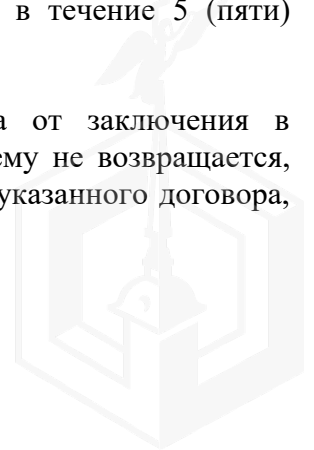 в течение 5 (пяти)
а от заключения в
ему не возвращается,
указанного договора,